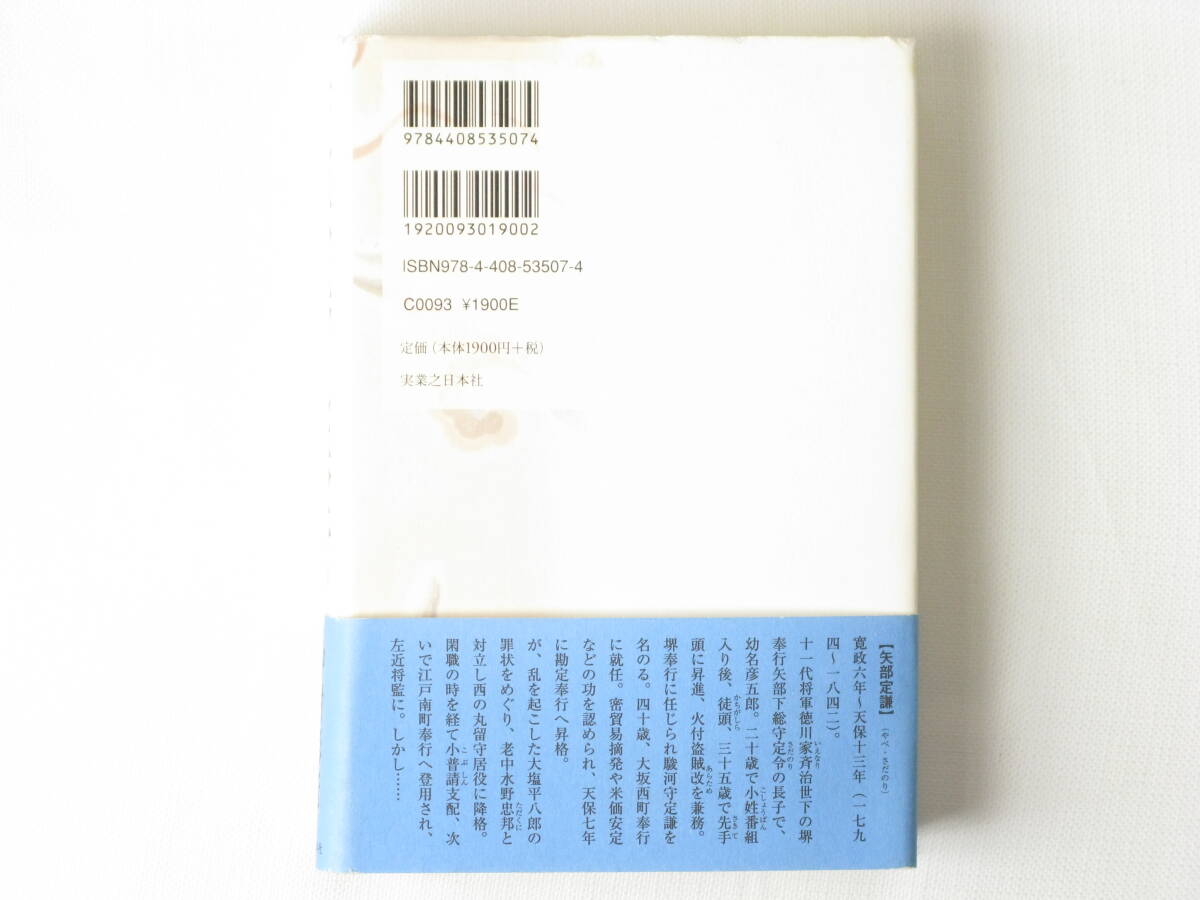 9784408535074
1920093019002
ISBN978-4-408-53507-4
C0093 ¥1900E
定価(本体1900円+税)
実業之日本社
【矢部定謙】(やべ・さだのり)
寛政六年~天保十三年(一七九
四~一八四二)。
十一代将軍徳川家斉治世下の堺
奉行矢部下総守定令の長子で、
幼名彦五郎。二十歳で小姓番組
入り後、徒頭、三十五歳で先手
頭に昇進、火付盗賊改を兼務。
堺奉行に任じられ駿河守定謙を
名のる。四十歳、大坂西町奉行
に就任。密貿易摘発や米価安定
などの功を認められ、天保七年
に勘定奉行へ昇格。
が、乱を起こした大塩平八郎の
罪状をめぐり、老中水野忠邦と
対立し西の丸留守居役に降格。
閑職の時を経て小普請支配、次
いで江戸南町奉行へ登用され、
左近将監に。しかし……
社